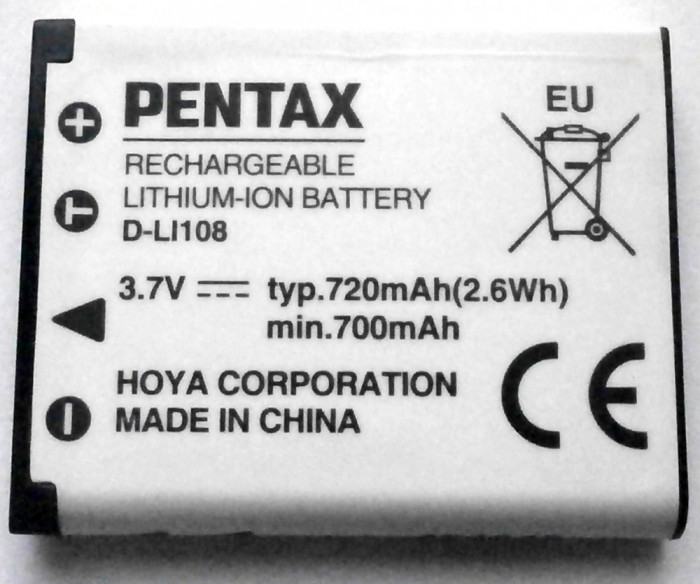 PENTAX
EU
RECHARGEABLE
LITHIUM-ION BATTERY
D-LI108
T
3.7V typ.720mAh(2.6Wh)
min.700mAh
HOYA CORPORATION
MADE IN CHINA
CE